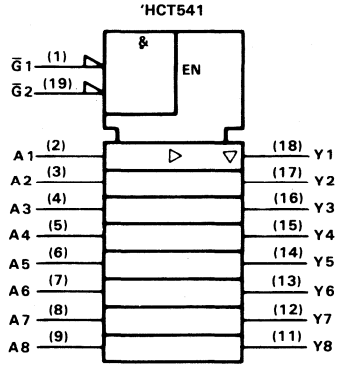 'HCT541
&
G̅1 (1)
EN
G̅2 (19)
A1 (2) (18) Y1
A2 (3) (17) Y2
A3 (4) (16) Y3
A4 (5) (15) Y4
A5 (6) (14) Y5
A6 (7) (13) Y6
A7 (8) (12) Y7
A8 (9) (11) Y8